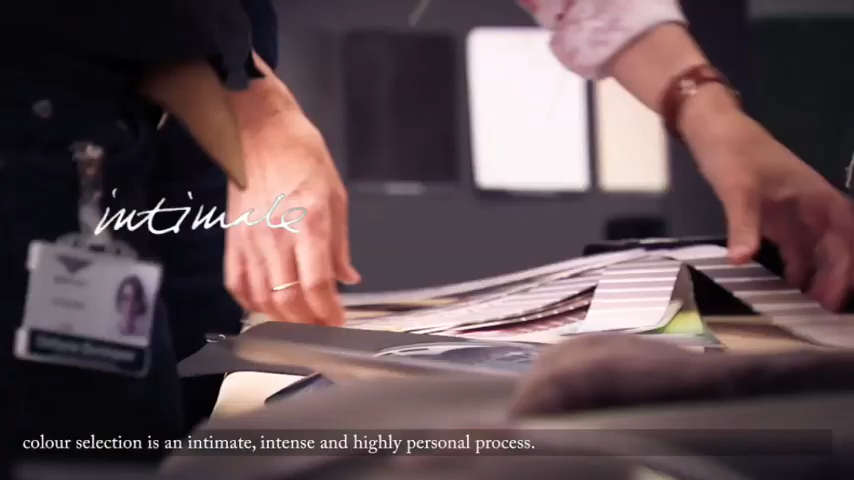 intimate
colour selection is an intimate, intense and highly personal process.